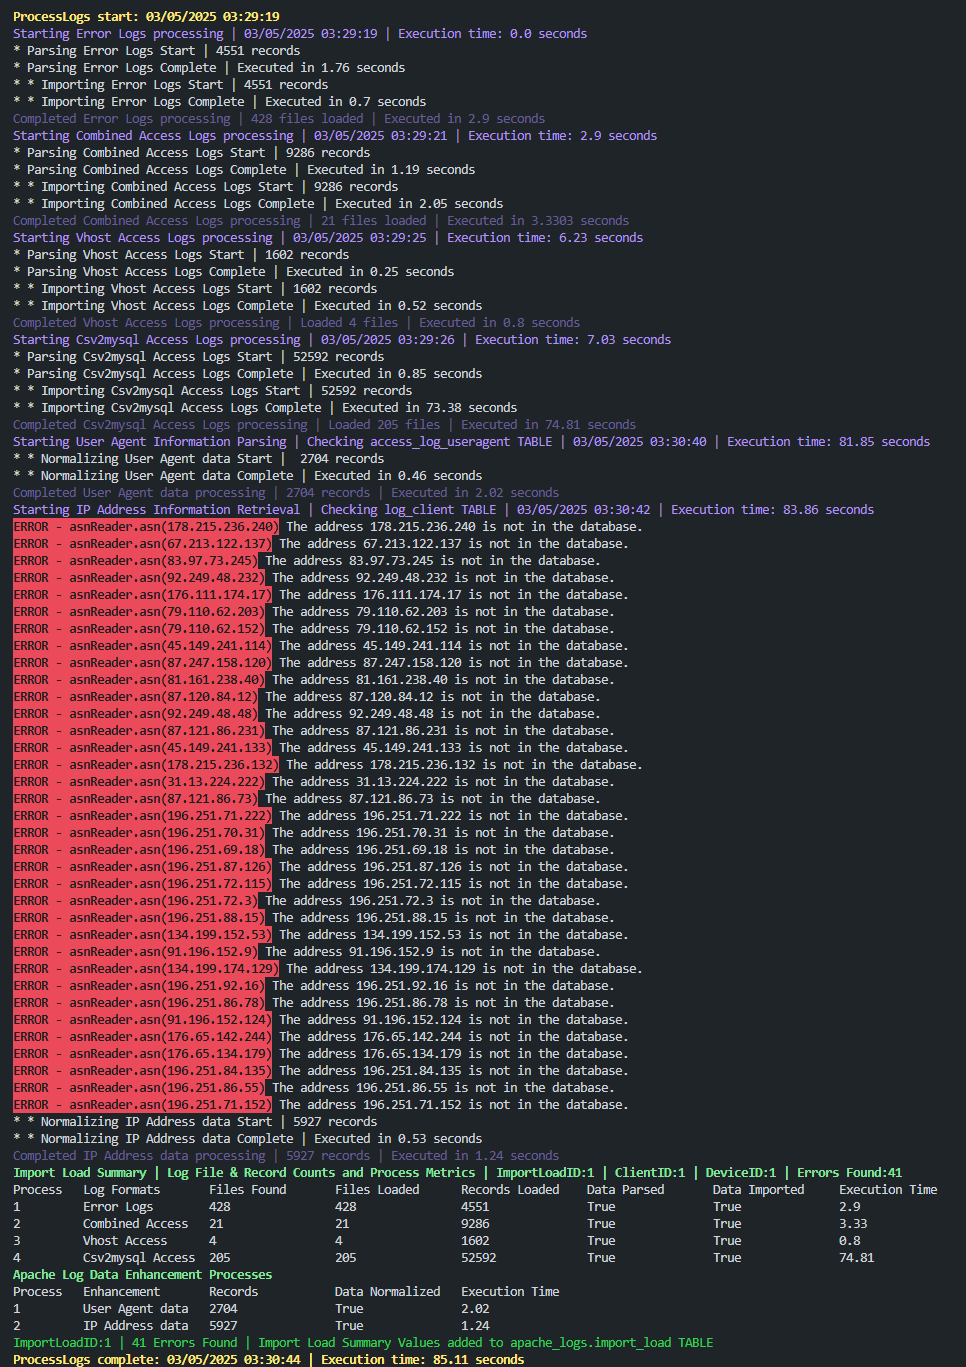 ProcessLogs start: 03/05/2025 03:29:19
Starting Error Logs processing | 03/05/2025 03:29:19 | Execution time: 0.0 seconds
* Parsing Error Logs Start | 4551 records
* Parsing Error Logs Complete | Executed in 1.76 seconds
* * Importing Error Logs Start | 4551 records
* * Importing Error Logs Complete | Executed in 0.7 seconds
Completed Error Logs processing | 428 files loaded | Executed in 2.9 seconds
Starting Combined Access Logs processing | 03/05/2025 03:29:21 | Execution time: 2.9 seconds
* Parsing Combined Access Logs Start | 9286 records
* Parsing Combined Access Logs Complete | Executed in 1.19 seconds
* * Importing Combined Access Logs Start | 9286 records
* * Importing Combined Access Logs Complete | Executed in 2.05 seconds
Completed Combined Access Logs processing | 21 files loaded | Executed in 3.3303 seconds
Starting Vhost Access Logs processing | 03/05/2025 03:29:25 | Execution time: 6.23 seconds
* Parsing Vhost Access Logs Start | 1602 records
* Parsing Vhost Access Logs Complete | Executed in 0.25 seconds
* * Importing Vhost Access Logs Start | 1602 records
* * Importing Vhost Access Logs Complete | Executed in 0.52 seconds
Completed Vhost Access Logs processing | Loaded 4 files | Executed in 0.8 seconds
Starting Csv2mysql Access Logs processing | 03/05/2025 03:29:26 | Execution time: 7.03 seconds
* Parsing Csv2mysql Access Logs Start | 52592 records
* Parsing Csv2mysql Access Logs Complete | Executed in 0.85 seconds
* * Importing Csv2mysql Access Logs Start | 52592 records
* * Importing Csv2mysql Access Logs Complete | Executed in 73.38 seconds
Completed Csv2mysql Access Logs processing | Loaded 205 files | Executed in 74.81 seconds
Starting User Agent Information Parsing | Checking access_log_useragent TABLE | 03/05/2025 03:30:40 | Execution time: 81.85 seconds
* * Normalizing User Agent data Start |  2704 records
* * Normalizing User Agent data Complete | Executed in 0.46 seconds
Completed User Agent data processing | 2704 records | Executed in 2.02 seconds
Starting IP Address Information Retrieval | Checking log_client TABLE | 03/05/2025 03:30:42 | Execution time: 83.86 seconds
ERROR - asnReader.asn(178.215.236.240) The address 178.215.236.240 is not in the database.
ERROR - asnReader.asn(67.213.122.137) The address 67.213.122.137 is not in the database.
ERROR - asnReader.asn(83.97.73.245) The address 83.97.73.245 is not in the database.
ERROR - asnReader.asn(92.249.48.232) The address 92.249.48.232 is not in the database.
ERROR - asnReader.asn(176.111.174.17) The address 176.111.174.17 is not in the database.
ERROR - asnReader.asn(79.110.62.203) The address 79.110.62.203 is not in the database.
ERROR - asnReader.asn(79.110.62.152) The address 79.110.62.152 is not in the database.
ERROR - asnReader.asn(45.149.241.114) The address 45.149.241.114 is not in the database.
ERROR - asnReader.asn(87.247.158.120) The address 87.247.158.120 is not in the database.
ERROR - asnReader.asn(81.161.238.40) The address 81.161.238.40 is not in the database.
ERROR - asnReader.asn(87.120.84.12) The address 87.120.84.12 is not in the database.
ERROR - asnReader.asn(92.249.48.48) The address 92.249.48.48 is not in the database.
ERROR - asnReader.asn(87.121.86.231) The address 87.121.86.231 is not in the database.
ERROR - asnReader.asn(45.149.241.133) The address 45.149.241.133 is not in the database.
ERROR - asnReader.asn(178.215.236.132) The address 178.215.236.132 is not in the database.
ERROR - asnReader.asn(31.13.224.222) The address 31.13.224.222 is not in the database.
ERROR - asnReader.asn(87.121.86.73) The address 87.121.86.73 is not in the database.
ERROR - asnReader.asn(196.251.71.222) The address 196.251.71.222 is not in the database.
ERROR - asnReader.asn(196.251.70.31) The address 196.251.70.31 is not in the database.
ERROR - asnReader.asn(196.251.69.18) The address 196.251.69.18 is not in the database.
ERROR - asnReader.asn(196.251.87.126) The address 196.251.87.126 is not in the database.
ERROR - asnReader.asn(196.251.72.115) The address 196.251.72.115 is not in the database.
ERROR - asnReader.asn(196.251.72.3) The address 196.251.72.3 is not in the database.
ERROR - asnReader.asn(196.251.88.15) The address 196.251.88.15 is not in the database.
ERROR - asnReader.asn(134.199.152.53) The address 134.199.152.53 is not in the database.
ERROR - asnReader.asn(91.196.152.9) The address 91.196.152.9 is not in the database.
ERROR - asnReader.asn(134.199.174.129) The address 134.199.174.129 is not in the database.
ERROR - asnReader.asn(196.251.92.16) The address 196.251.92.16 is not in the database.
ERROR - asnReader.asn(196.251.86.78) The address 196.251.86.78 is not in the database.
ERROR - asnReader.asn(91.196.152.124) The address 91.196.152.124 is not in the database.
ERROR - asnReader.asn(176.65.142.244) The address 176.65.142.244 is not in the database.
ERROR - asnReader.asn(176.65.134.179) The address 176.65.134.179 is not in the database.
ERROR - asnReader.asn(196.251.84.135) The address 196.251.84.135 is not in the database.
ERROR - asnReader.asn(196.251.86.55) The address 196.251.86.55 is not in the database.
ERROR - asnReader.asn(196.251.71.152) The address 196.251.71.152 is not in the database.
* * Normalizing IP Address data Start | 5927 records
* * Normalizing IP Address data Complete | Executed in 0.53 seconds
Completed IP Address data processing | 5927 records | Executed in 1.24 seconds
Import Load Summary | Log File & Record Counts and Process Metrics | ImportLoadID:1 | ClientID:1 | DeviceID:1 | Errors Found:41
Process Log Formats Files Found Files Loaded Records Loaded Data Parsed Data Imported Execution Time
1 Error Logs 428 428 4551 True True 2.9
2 Combined Access 21 21 9286 True True 3.33
3 Vhost Access 4 4 1602 True True 0.8
4 Csv2mysql Access 205 205 52592 True True 74.81
Apache Log Data Enhancement Processes
Process Enhancement Records Data Normalized Execution Time
1 User Agent data 2704 True 2.02
2 IP Address data 5927 True 1.24
ImportLoadID:1 | 41 Errors Found | Import Load Summary Values added to apache_logs.import_load TABLE
ProcessLogs complete: 03/05/2025 03:30:44 | Execution time: 85.11 seconds